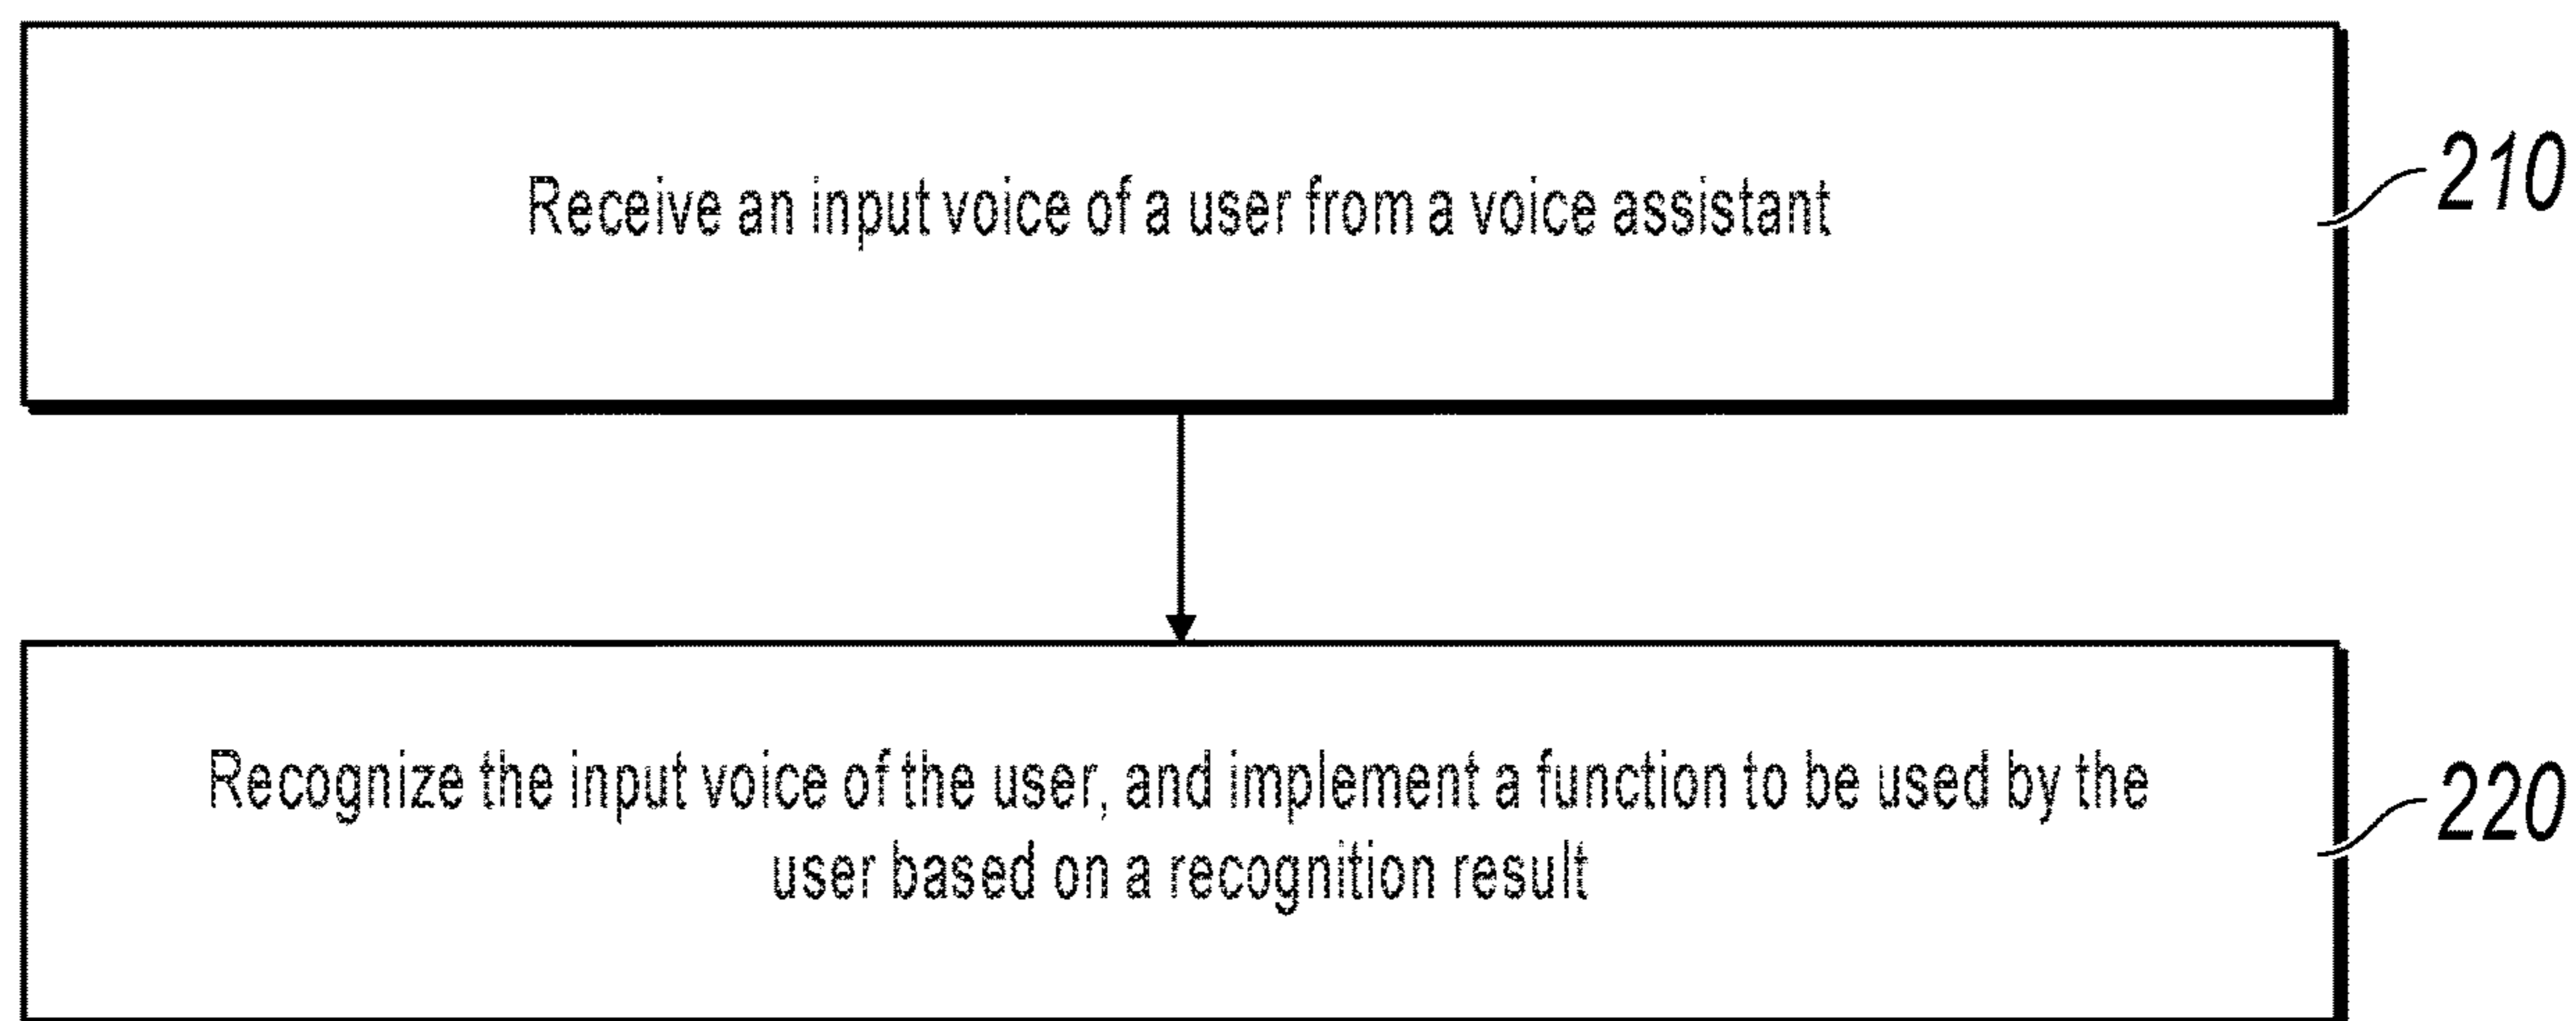 Receive an input voice of a user from a voice assistant
210
Recognize the input voice of the user, and implement a function to be used by the
user based on a recognition result
220